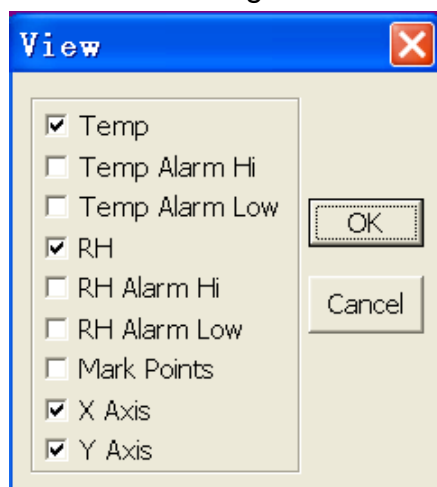 View
Temp
Temp Alarm Hi
Temp Alarm Low
RH
RH Alarm Hi
RH Alarm Low
Mark Points
X Axis
Y Axis
OK
Cancel